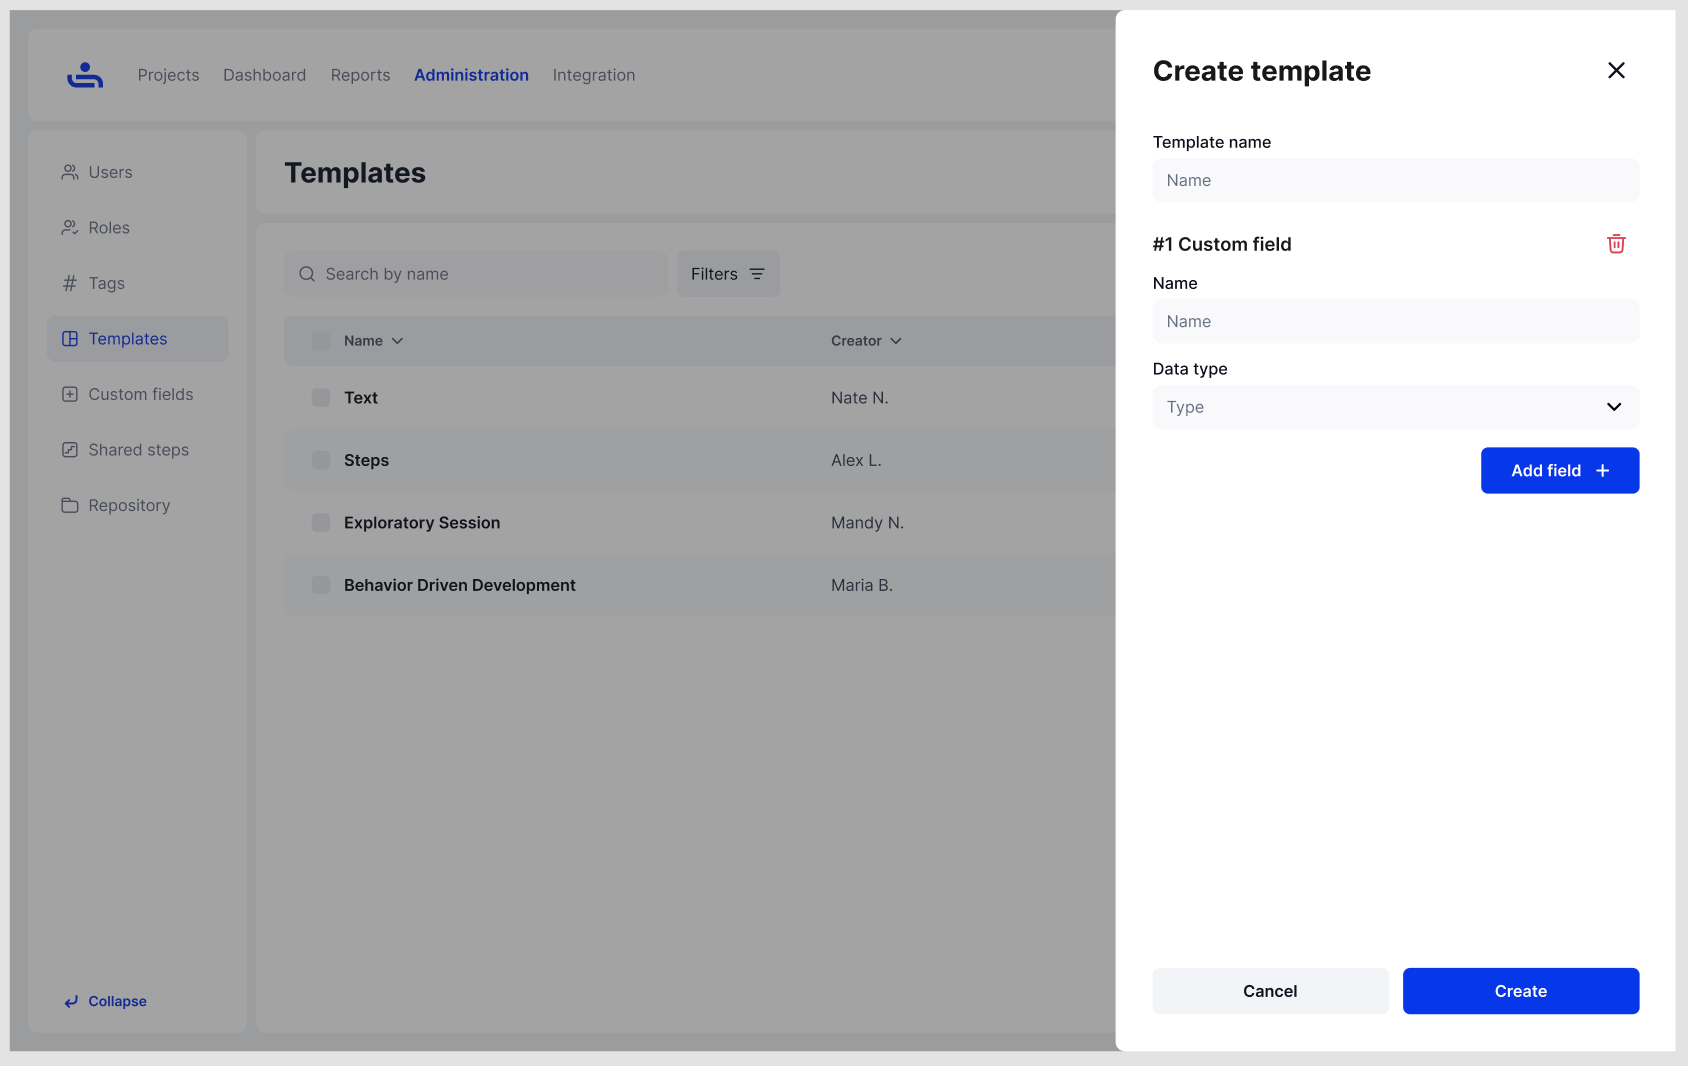 Projects Dashboard Reports Administration Integration
Users
Roles
Tags
Templates
Custom fields
Shared steps
Repository
Collapse
Templates
Search by name
Filters
Name Creator
Text Nate N.
Steps Alex L.
Exploratory Session Mandy N.
Behavior Driven Development Maria B.
Create template
Template name
Name
#1 Custom field
Name
Name
Data type
Type
Add field
Cancel Create